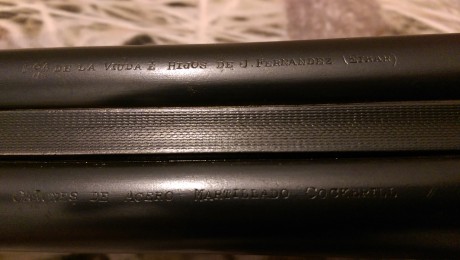 DE LA VIUDA É HIJOS DE J. FERNANDEZ (EIBAR)
CAÑONES DE ACERO MARTILLADO COCKERILL